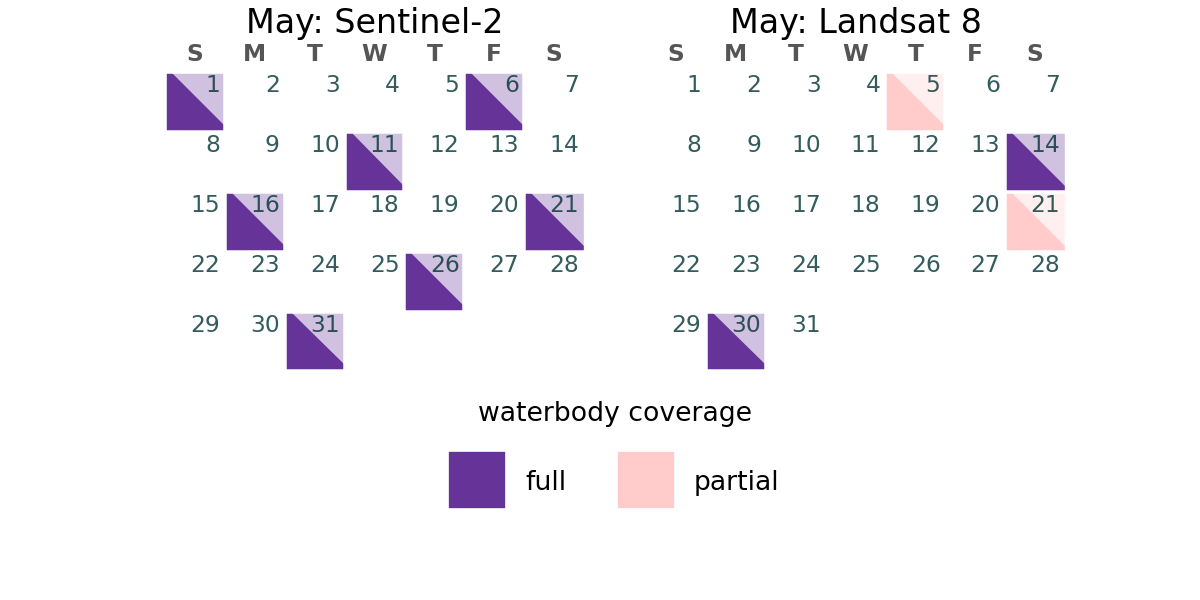 May: Sentinel-2
S M T W T F S
1 2 3 4 5 6 7
8 9 10 11 12 13 14
15 16 17 18 19 20 21
22 23 24 25 26 27 28
29 30 31
May: Landsat 8
S M T W T F S
1 2 3 4 5 6 7
8 9 10 11 12 13 14
15 16 17 18 19 20 21
22 23 24 25 26 27 28
29 30 31
waterbody coverage
full partial